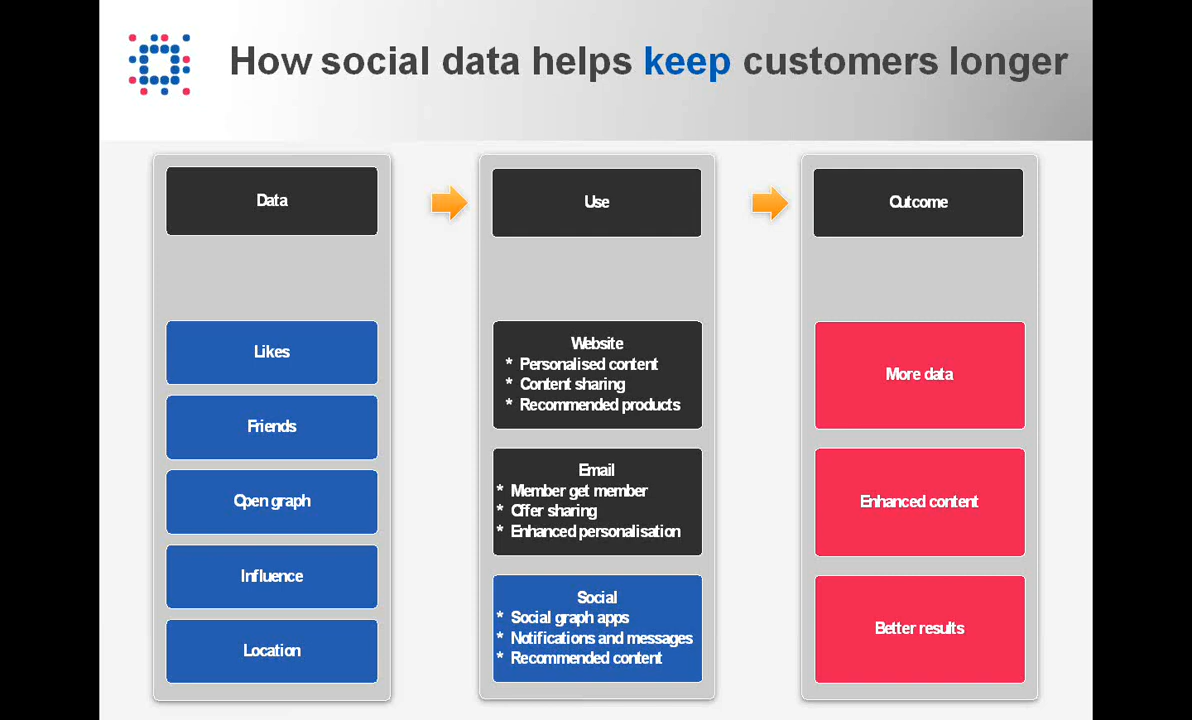 How social data helps keep customers longer
Data
Use
Outcome
Likes
Friends
Open graph
Influence
Location
Website
* Personalised content
* Content sharing
* Recommended products
Email
* Member get member
* Offer sharing
* Enhanced personalisation
Social
* Social graph apps
* Notifications and messages
* Recommended content
More data
Enhanced content
Better results